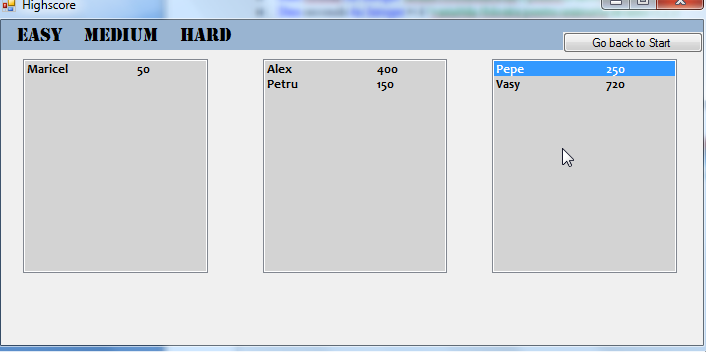 Highscore
EASY MEDIUM HARD
Go back to Start
Maricel 50
Alex 400
Petru 150
Pepe 250
Vasy 720